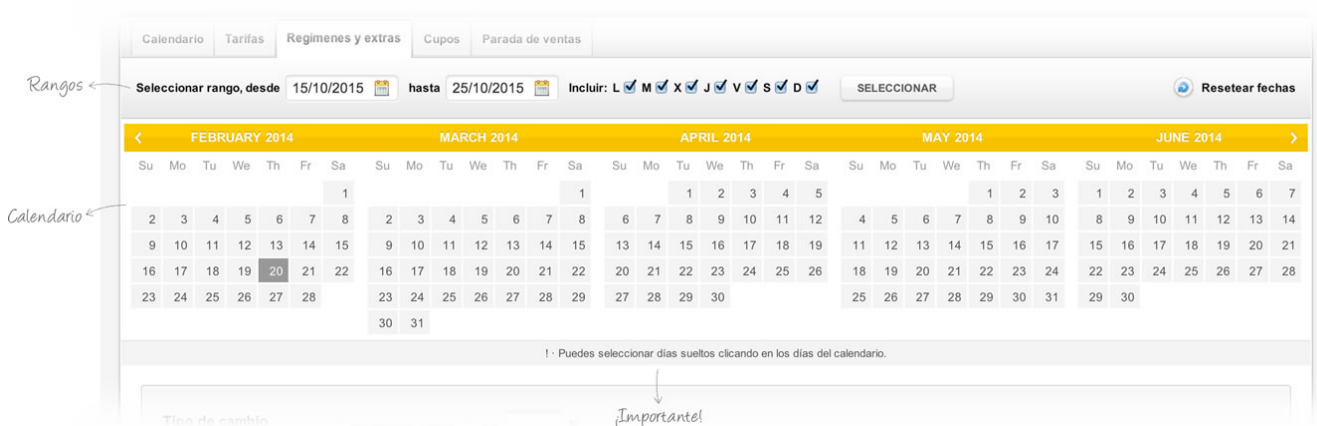 Calendario Tarifas Regimenes y extras Cupos Parada de ventas
Rangos
Seleccionar rango, desde 15/10/2015 hasta 25/10/2015 Incluir: L M X J V S D SELECCIONAR Resetear fechas
FEBRUARY 2014 MARCH 2014 APRIL 2014 MAY 2014 JUNE 2014
Su Mo Tu We Th Fr Sa Su Mo Tu We Th Fr Sa Su Mo Tu We Th Fr Sa Su Mo Tu We Th Fr Sa Su Mo Tu We Th Fr Sa
1 1 1 2 3 4 5 1 2 3 1 2 3 4 5 6 7
Calendario
2 3 4 5 6 7 8 2 3 4 5 6 7 8 6 7 8 9 10 11 12 4 5 6 7 8 9 10 8 9 10 11 12 13 14
9 10 11 12 13 14 15 9 10 11 12 13 14 15 13 14 15 16 17 18 19 11 12 13 14 15 16 17 15 16 17 18 19 20 21
16 17 18 19 20 21 22 16 17 18 19 20 21 22 20 21 22 23 24 25 26 18 19 20 21 22 23 24 22 23 24 25 26 27 28
23 24 25 26 27 28 23 24 25 26 27 28 29 27 28 29 30 25 26 27 28 29 30 31 29 30
30 31
! · Puedes seleccionar días sueltos clicando en los días del calendario.
¡Importante!
Tipo de cambio